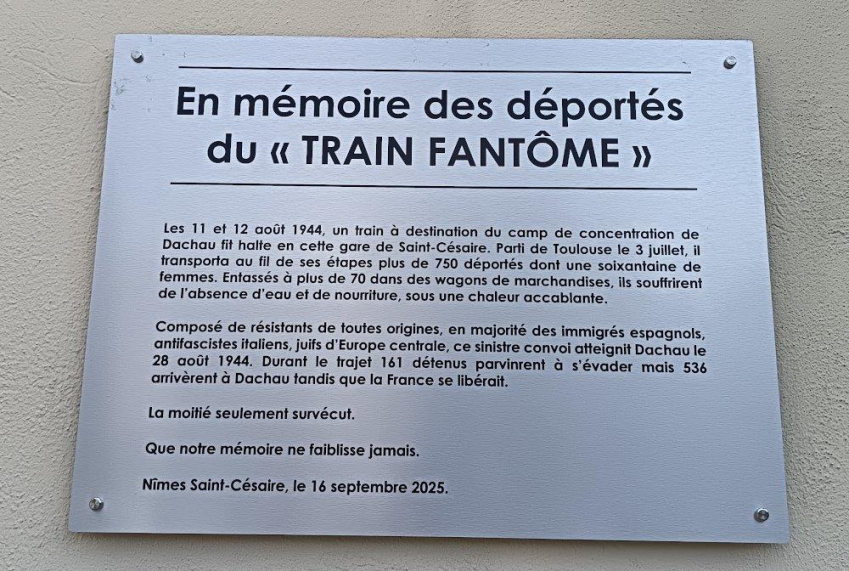 En mémoire des déportés
du « TRAIN FANTÔME »
Les 11 et 12 août 1944, un train à destination du camp de concentration de
Dachau fit halte en cette gare de Saint-Césaire. Parti de Toulouse le 3 juillet, il
transporta au fil de ses étapes plus de 750 déportés dont une soixantaine de
femmes. Entassés à plus de 70 dans des wagons de marchandises, ils souffrirent
de l'absence d'eau et de nourriture, sous une chaleur accablante.
Composé de résistants de toutes origines, en majorité des immigrés espagnols,
antifascistes italiens, juifs d'Europe centrale, ce sinistre convoi atteignit Dachau le
28 août 1944. Durant le trajet 161 détenus parvinrent à s'évader mais 536
arrivèrent à Dachau tandis que la France se libérait.
La moitié seulement survécut.
Que notre mémoire ne faiblisse jamais.
Nîmes Saint-Césaire, le 16 septembre 2025.